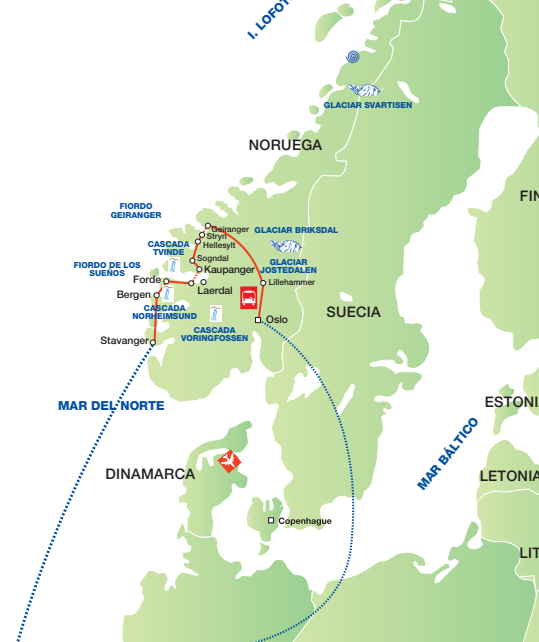 I. LOFOT
GLACIAR SVARTISEN
NORUEGA
FIN
FIORDO
GEIRANGER
Geiranger
GLACIAR BRIKSDAL
Stryn
CASCADA
TVINDE
Hellesylt
FIORDO DE LOS
SUEÑOS
Sogndal
GLACIAR
JOSTEDALEN
Kaupanger
Forde
Lillehammer
Laerdal
Bergen
CASCADA
NORHEIMSUND
SUECIA
Oslo
CASCADA
VORINGFOSSEN
Stavanger
MAR DEL NORTE
ESTONI
MAR BÁLTICO
DINAMARCA
LETONIA
Copenhague
LIT